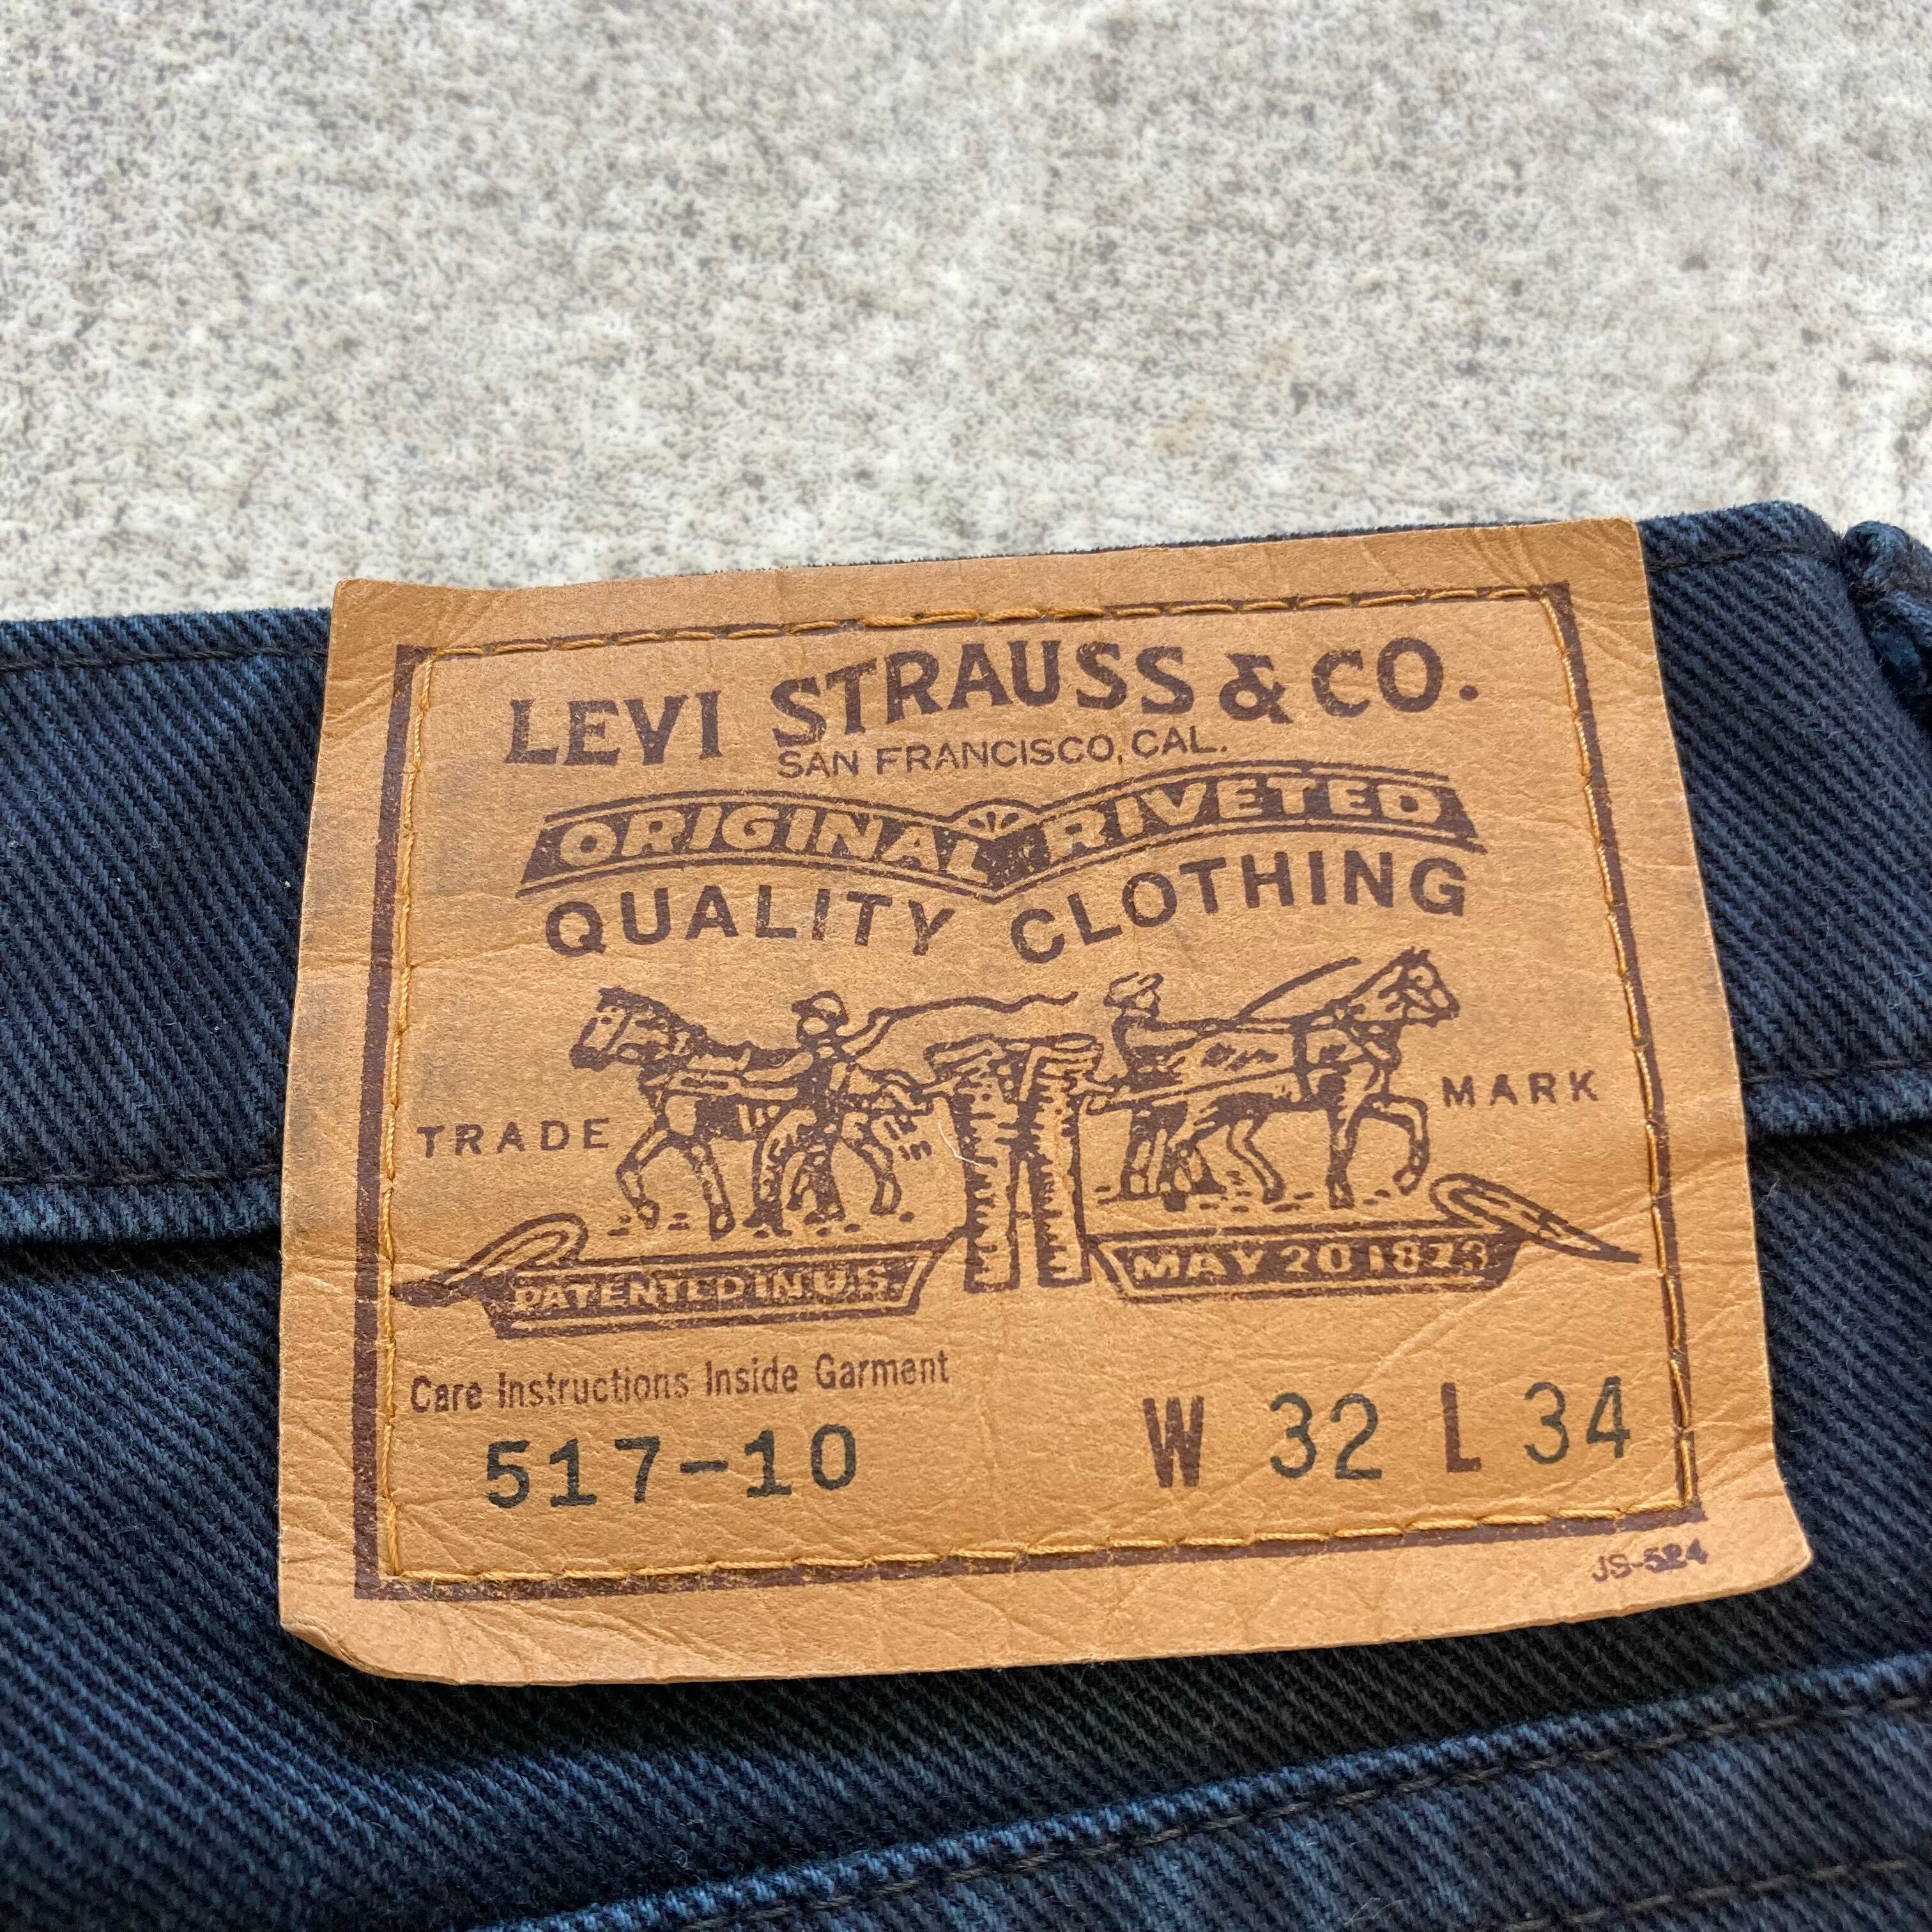 LEVI STRAUSS & CO.
SAN FRANCISCO, CAL.
ORIGINAL RIVETED
QUALITY CLOTHING
TRADE MARK
PATENTED IN U.S. MAY 20 1873
Care Instructions Inside Garment
517-10 W 32 L 34
JS-524